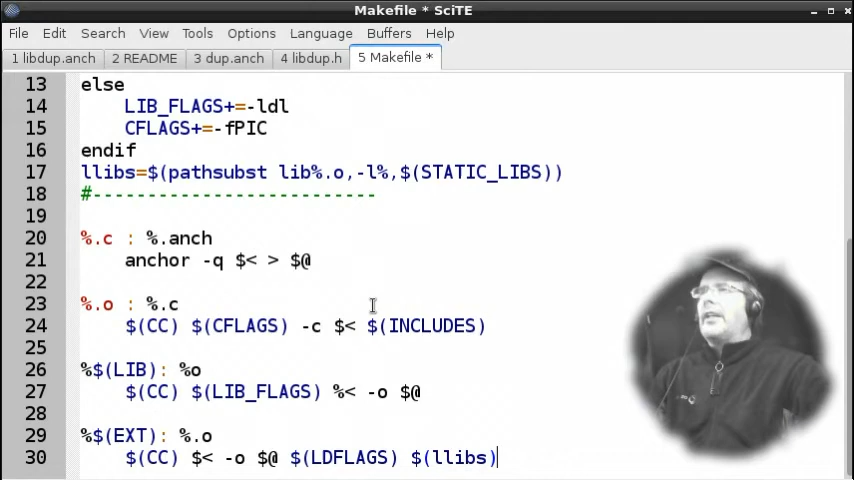 Makefile * SciTE
File Edit Search View Tools Options Language Buffers Help
1 libdup.anch 2 README 3 dup.anch 4 libdup.h 5 Makefile *
13 else
14 LIB_FLAGS+=-ldl
15 CFLAGS+=-fPIC
16 endif
17 llibs=$(pathsubst lib%.o,-l%,$(STATIC_LIBS))
18 #--------------------------
19
20 %.c : %.anch
21 anchor -q $< > $@
22
23 %.o : %.c
24 $(CC) $(CFLAGS) -c $< $(INCLUDES)
25
26 %$(LIB): %o
27 $(CC) $(LIB_FLAGS) %< -o $@
28
29 %$(EXT): %.o
30 $(CC) $< -o $@ $(LDFLAGS) $(llibs)